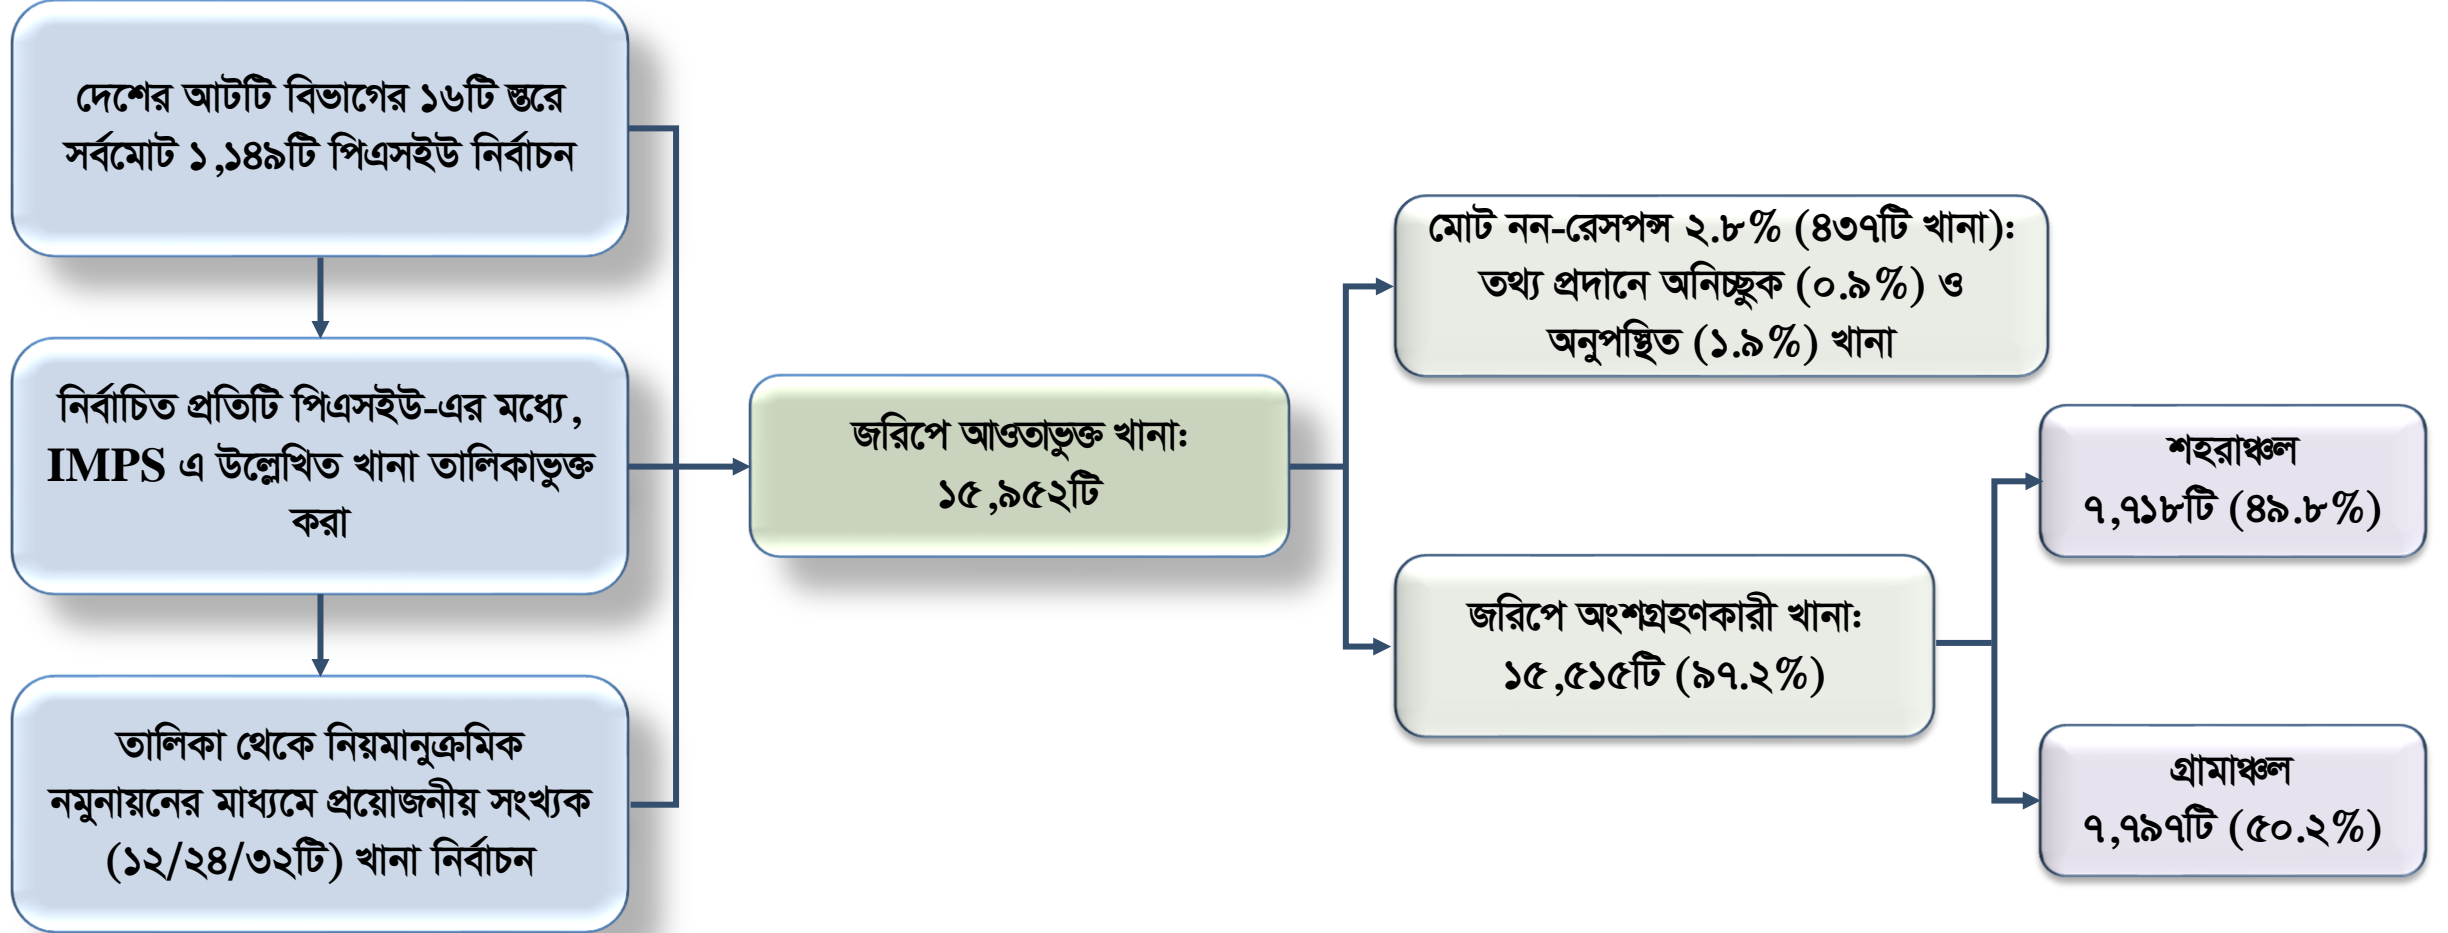 দেশের আটটি বিভাগের ১৬টি স্তরে
সর্বমোট ১,১৪৯টি পিএসইউ নির্বাচন
নির্বাচিত প্রতিটি পিএসইউ-এর মধ্যে,
IMPS এ উল্লেখিত খানা তালিকাভুক্ত
করা
তালিকা থেকে নিয়মানুক্রমিক
নমুনায়নের মাধ্যমে প্রয়োজনীয় সংখ্যক
(১২/২৪/৩২টি) খানা নির্বাচন
জরিপে আওতাভুক্ত খানা:
১৫,৯৫২টি
মোট নন-রেসপন্স ২.৮% (৪৩৭টি খানা):
তথ্য প্রদানে অনিচ্ছুক (০.৯%) ও
অনুপস্থিত (১.৯%) খানা
জরিপে অংশগ্রহণকারী খানা:
১৫,৫১৫টি (৯৭.২%)
শহরাঞ্চল
৭,৭১৮টি (৪৯.৮%)
গ্রামাঞ্চল
৭,৭৯৭টি (৫০.২%)